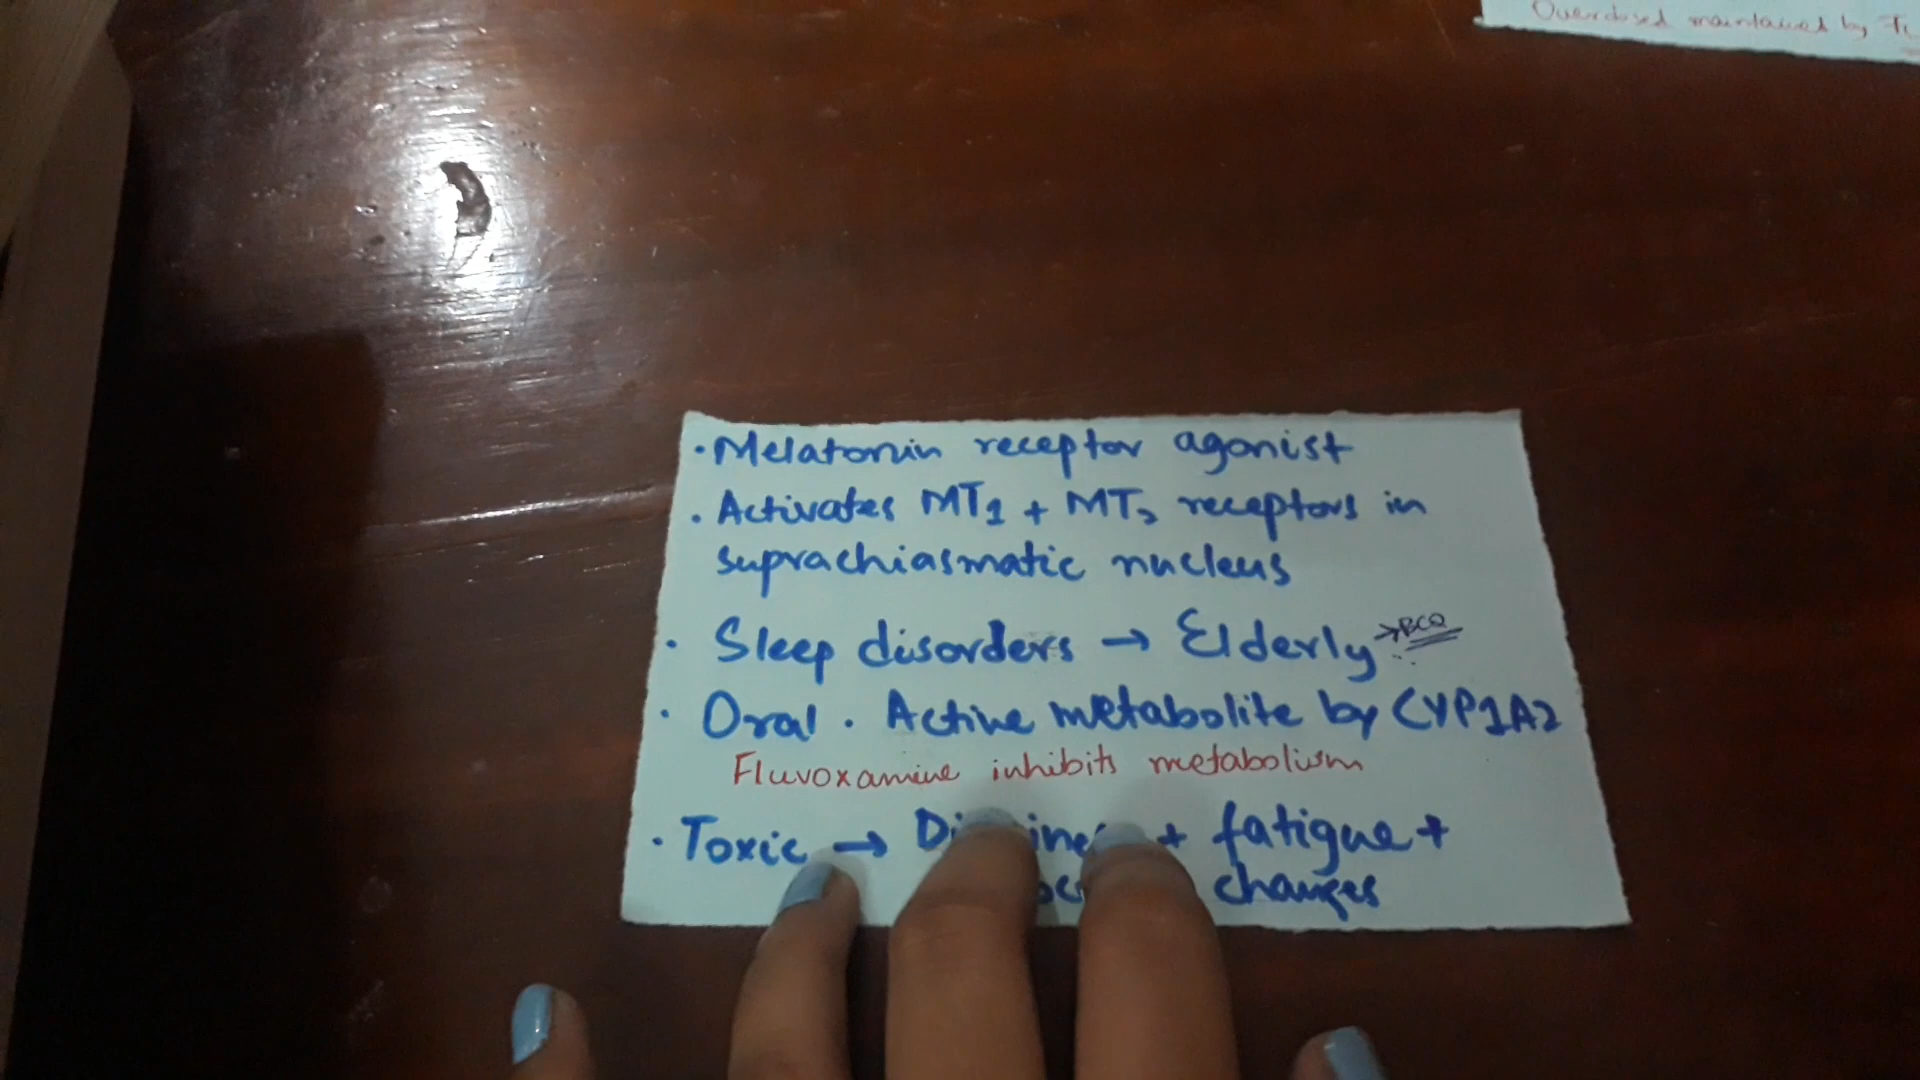 Overdosed maintained by
• Melatonin receptor agonist
• Activates MT1 + MT2 receptors in
suprachiasmatic nucleus
• Sleep disorders → Elderly → BCQ
• Oral . Active metabolite by CYP1A2
Fluvoxamine inhibits metabolism
• Toxic → + fatigue +
changes